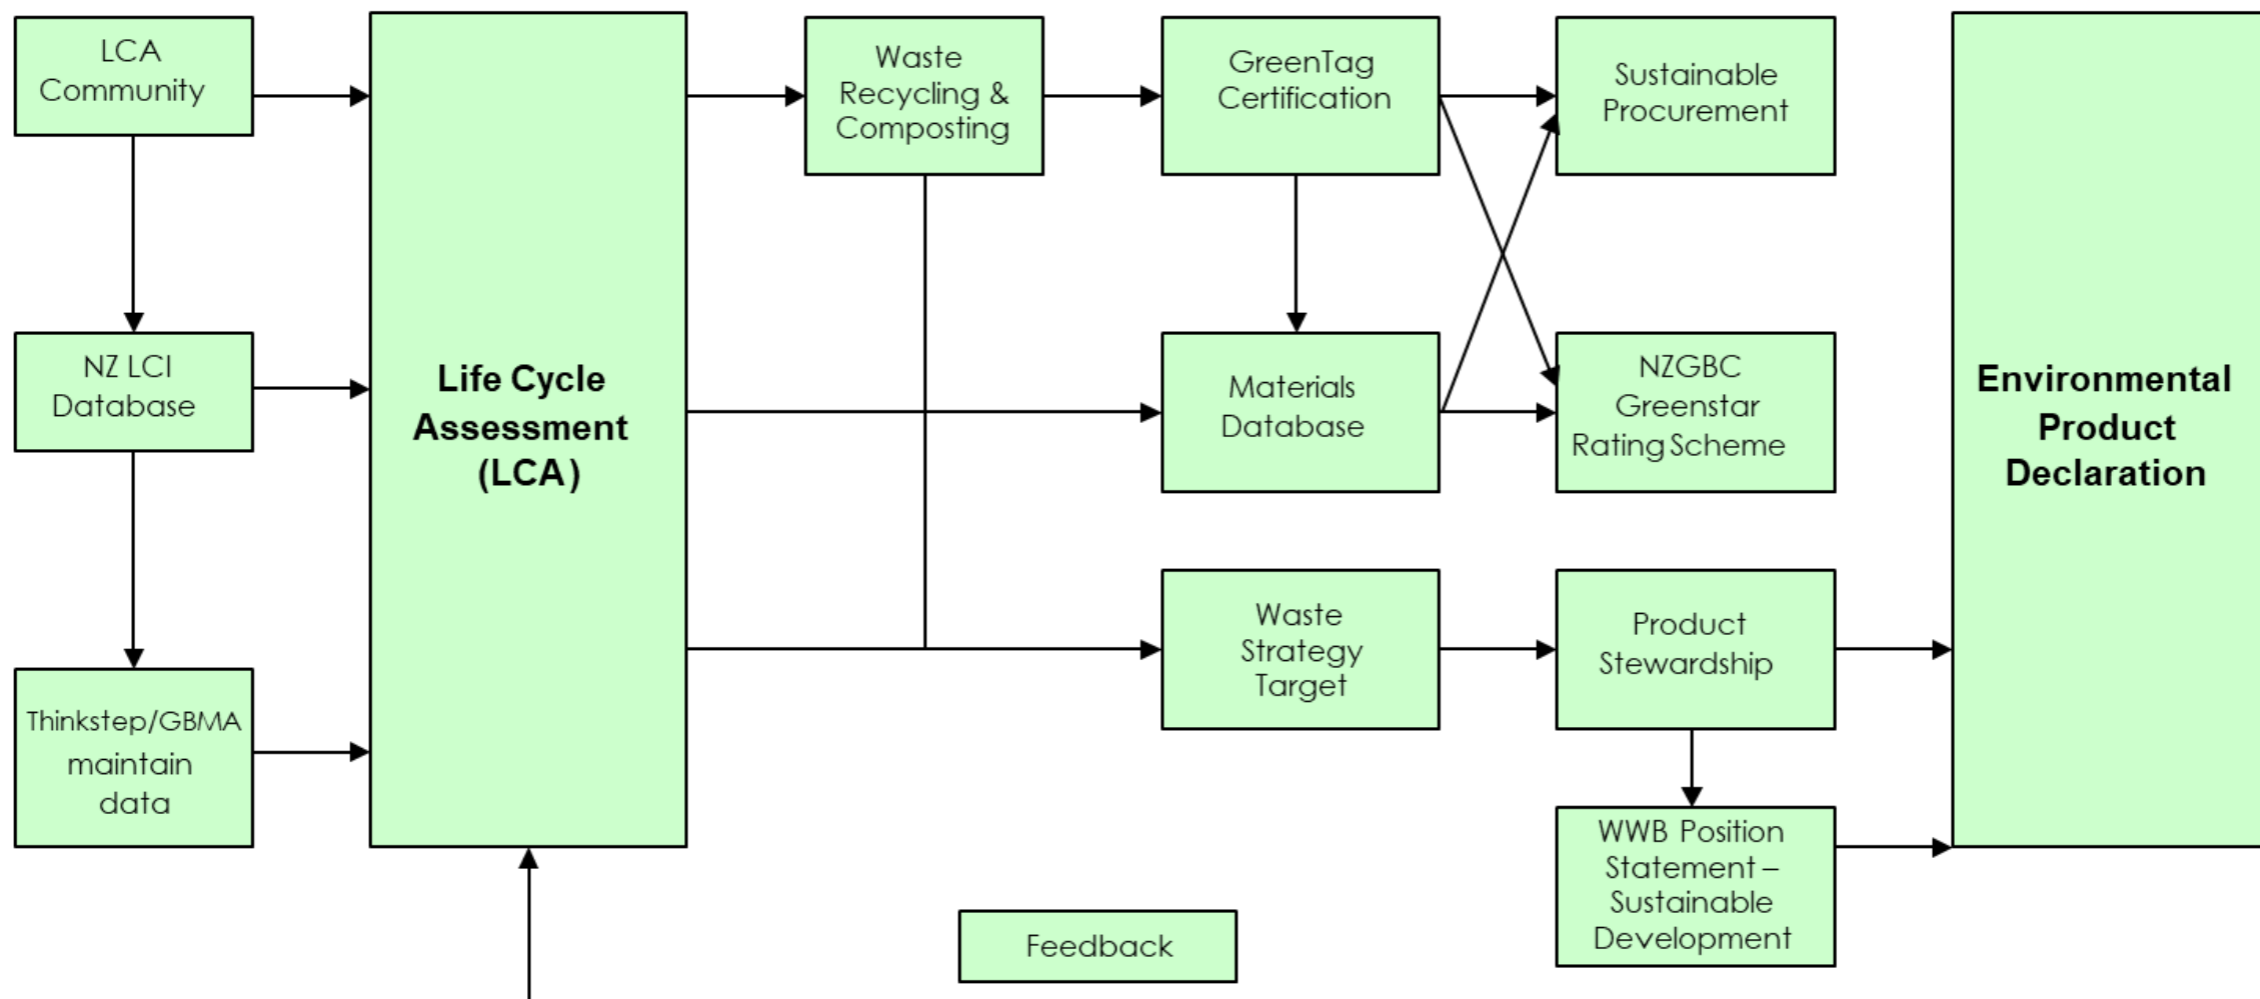 LCA
Community
NZ LCI
Database
Thinkstep/GBMA
maintain
data
Life Cycle
Assessment
(LCA)
Waste
Recycling &
Composting
GreenTag
Certification
Materials
Database
Waste
Strategy
Target
Sustainable
Procurement
NZGBC
Greenstar
Rating Scheme
Product
Stewardship
WWB Position
Statement –
Sustainable
Development
Environmental
Product
Declaration
Feedback